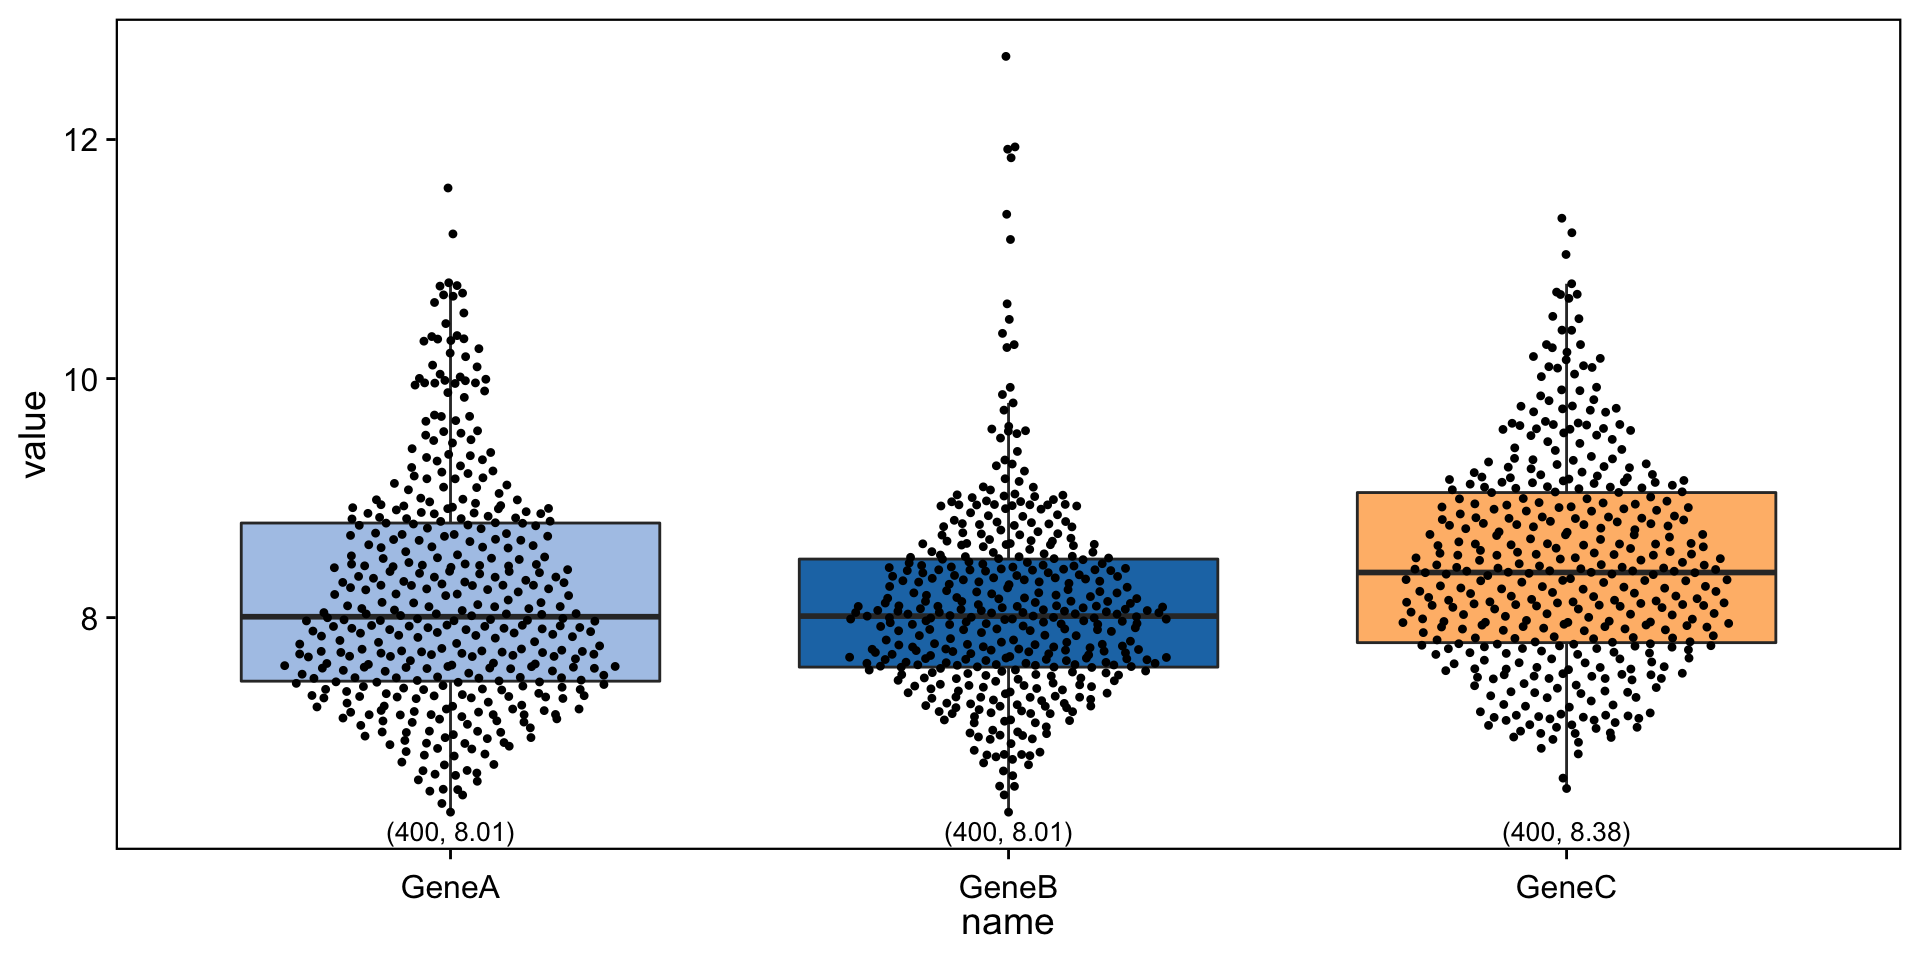 value
12
10
8
(400, 8.01)
(400, 8.01)
(400, 8.38)
GeneA
GeneB
GeneC
name